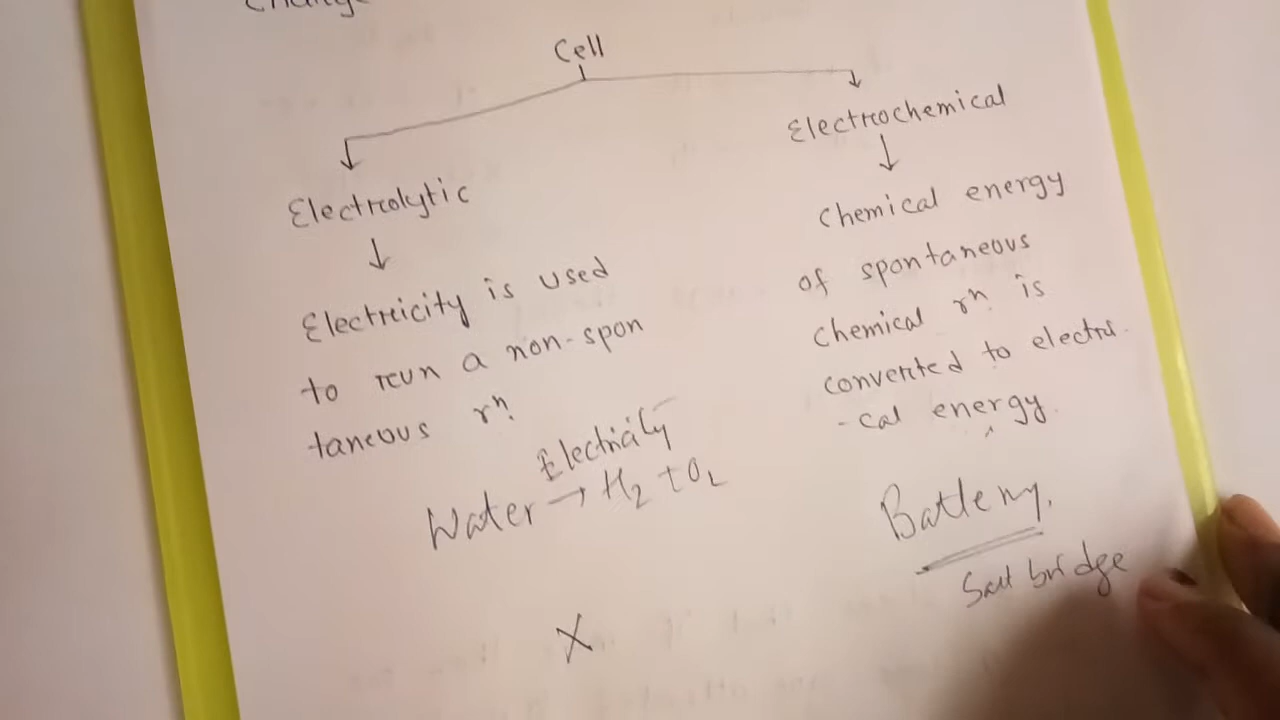 Change
Cell
Electrolytic
Electricity is used
to run a non-spon
taneous rⁿ.
Water → H₂ + O₂
Electricity
X
Electrochemical
Chemical energy
of spontaneous
chemical rⁿ is
converted to electri
-cal energy.
Battery.
Salt bridge